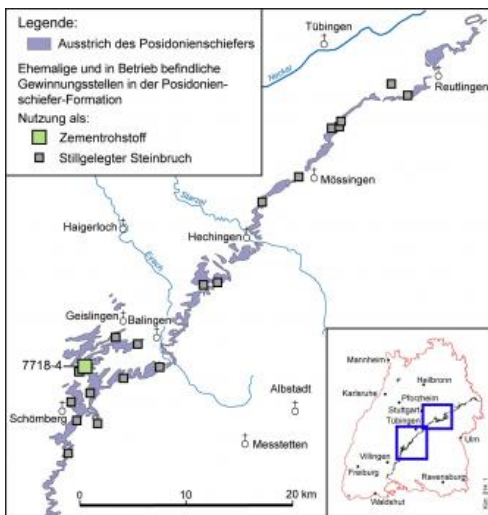 Legende:
Ausstrich des Posidonienschiefers
Ehemalige und in Betrieb befindliche
Gewinnungsstellen in der Posidonien-
schiefer-Formation
Nutzung als:
Zementrohstoff
Stillgelegter Steinbruch
Tübingen
Neckar
Reutlingen
Mössingen
Starzel
Haigerloch
Hechingen
Eyach
Geislingen
Balingen
7718-4
Albstadt
Schömberg
Messtetten
0 10 20 km
Mannheim
Heilbronn
Karlsruhe
Pforzheim
Stuttgart
Tübingen
Ulm
Villingen
Freiburg
Ravensburg
Waldshut